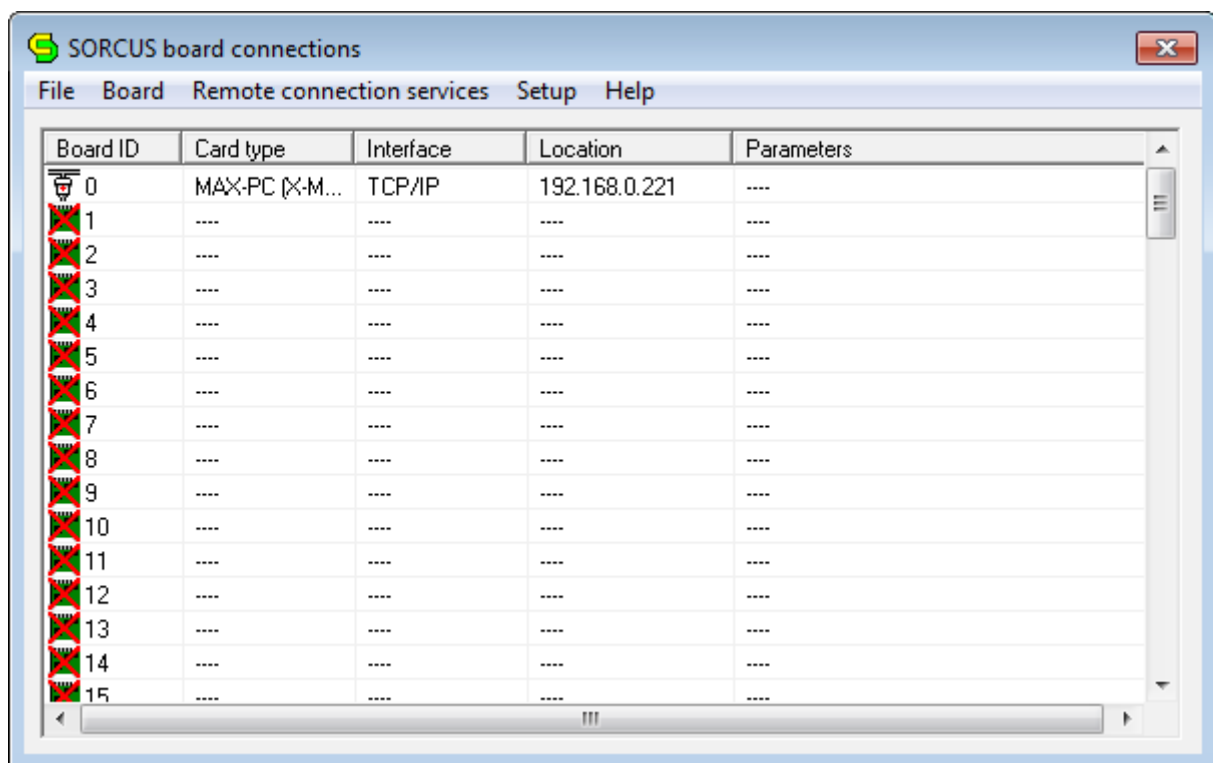 SORCUS board connections
File Board Remote connection services Setup Help
Board ID Card type Interface Location Parameters
0 MAX-PC (X-M... TCP/IP 192.168.0.221 ----
1 ---- ---- ---- ----
2 ---- ---- ---- ----
3 ---- ---- ---- ----
4 ---- ---- ---- ----
5 ---- ---- ---- ----
6 ---- ---- ---- ----
7 ---- ---- ---- ----
8 ---- ---- ---- ----
9 ---- ---- ---- ----
10 ---- ---- ---- ----
11 ---- ---- ---- ----
12 ---- ---- ---- ----
13 ---- ---- ---- ----
14 ---- ---- ---- ----
15 ---- ---- ---- ----